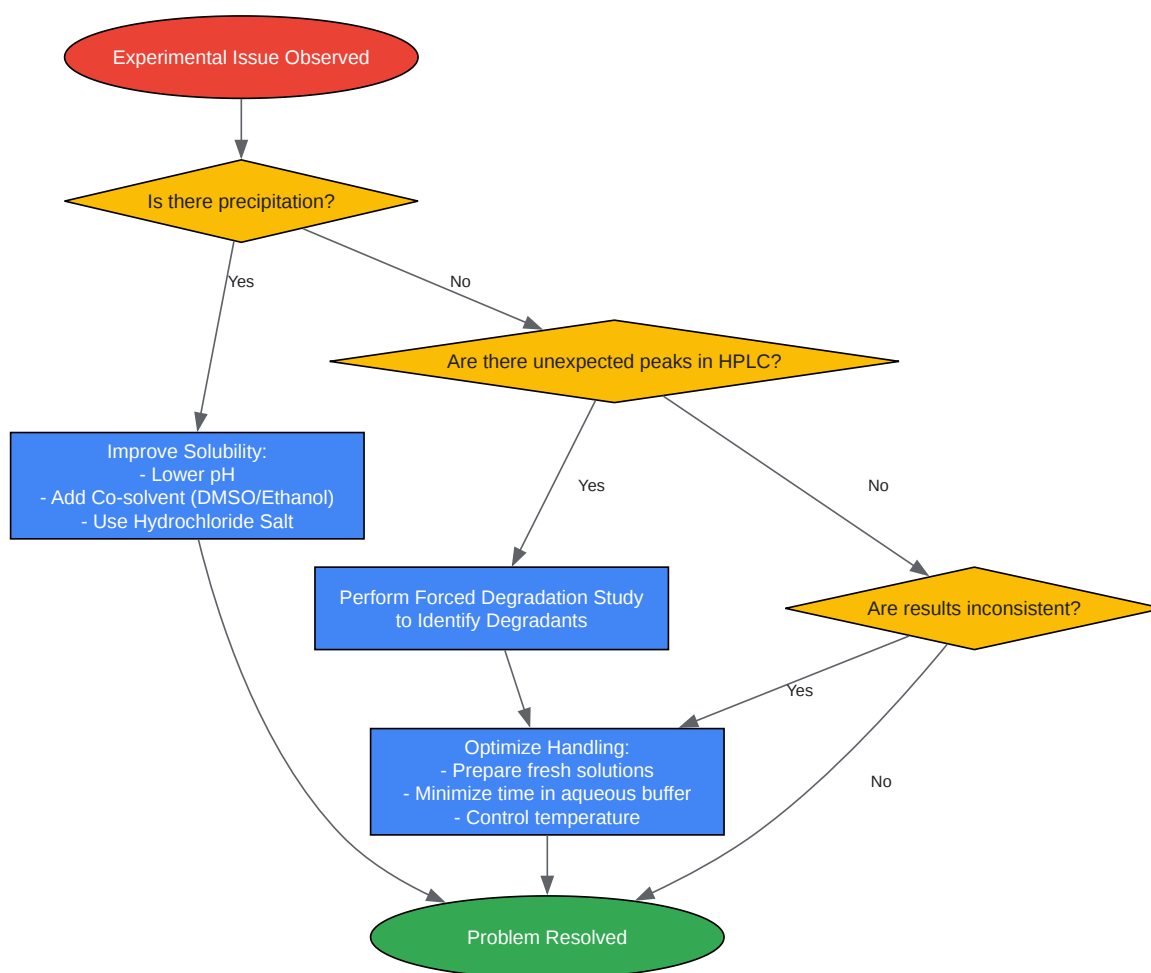 Experimental Issue Observed
Is there precipitation?
Yes
No
Are there unexpected peaks in HPLC?
Improve Solubility:
- Lower pH
- Add Co-solvent (DMSO/Ethanol)
- Use Hydrochloride Salt
Yes
No
Perform Forced Degradation Study
to Identify Degradants
Are results inconsistent?
Yes
Optimize Handling:
- Prepare fresh solutions
- Minimize time in aqueous buffer
- Control temperature
No
Problem Resolved